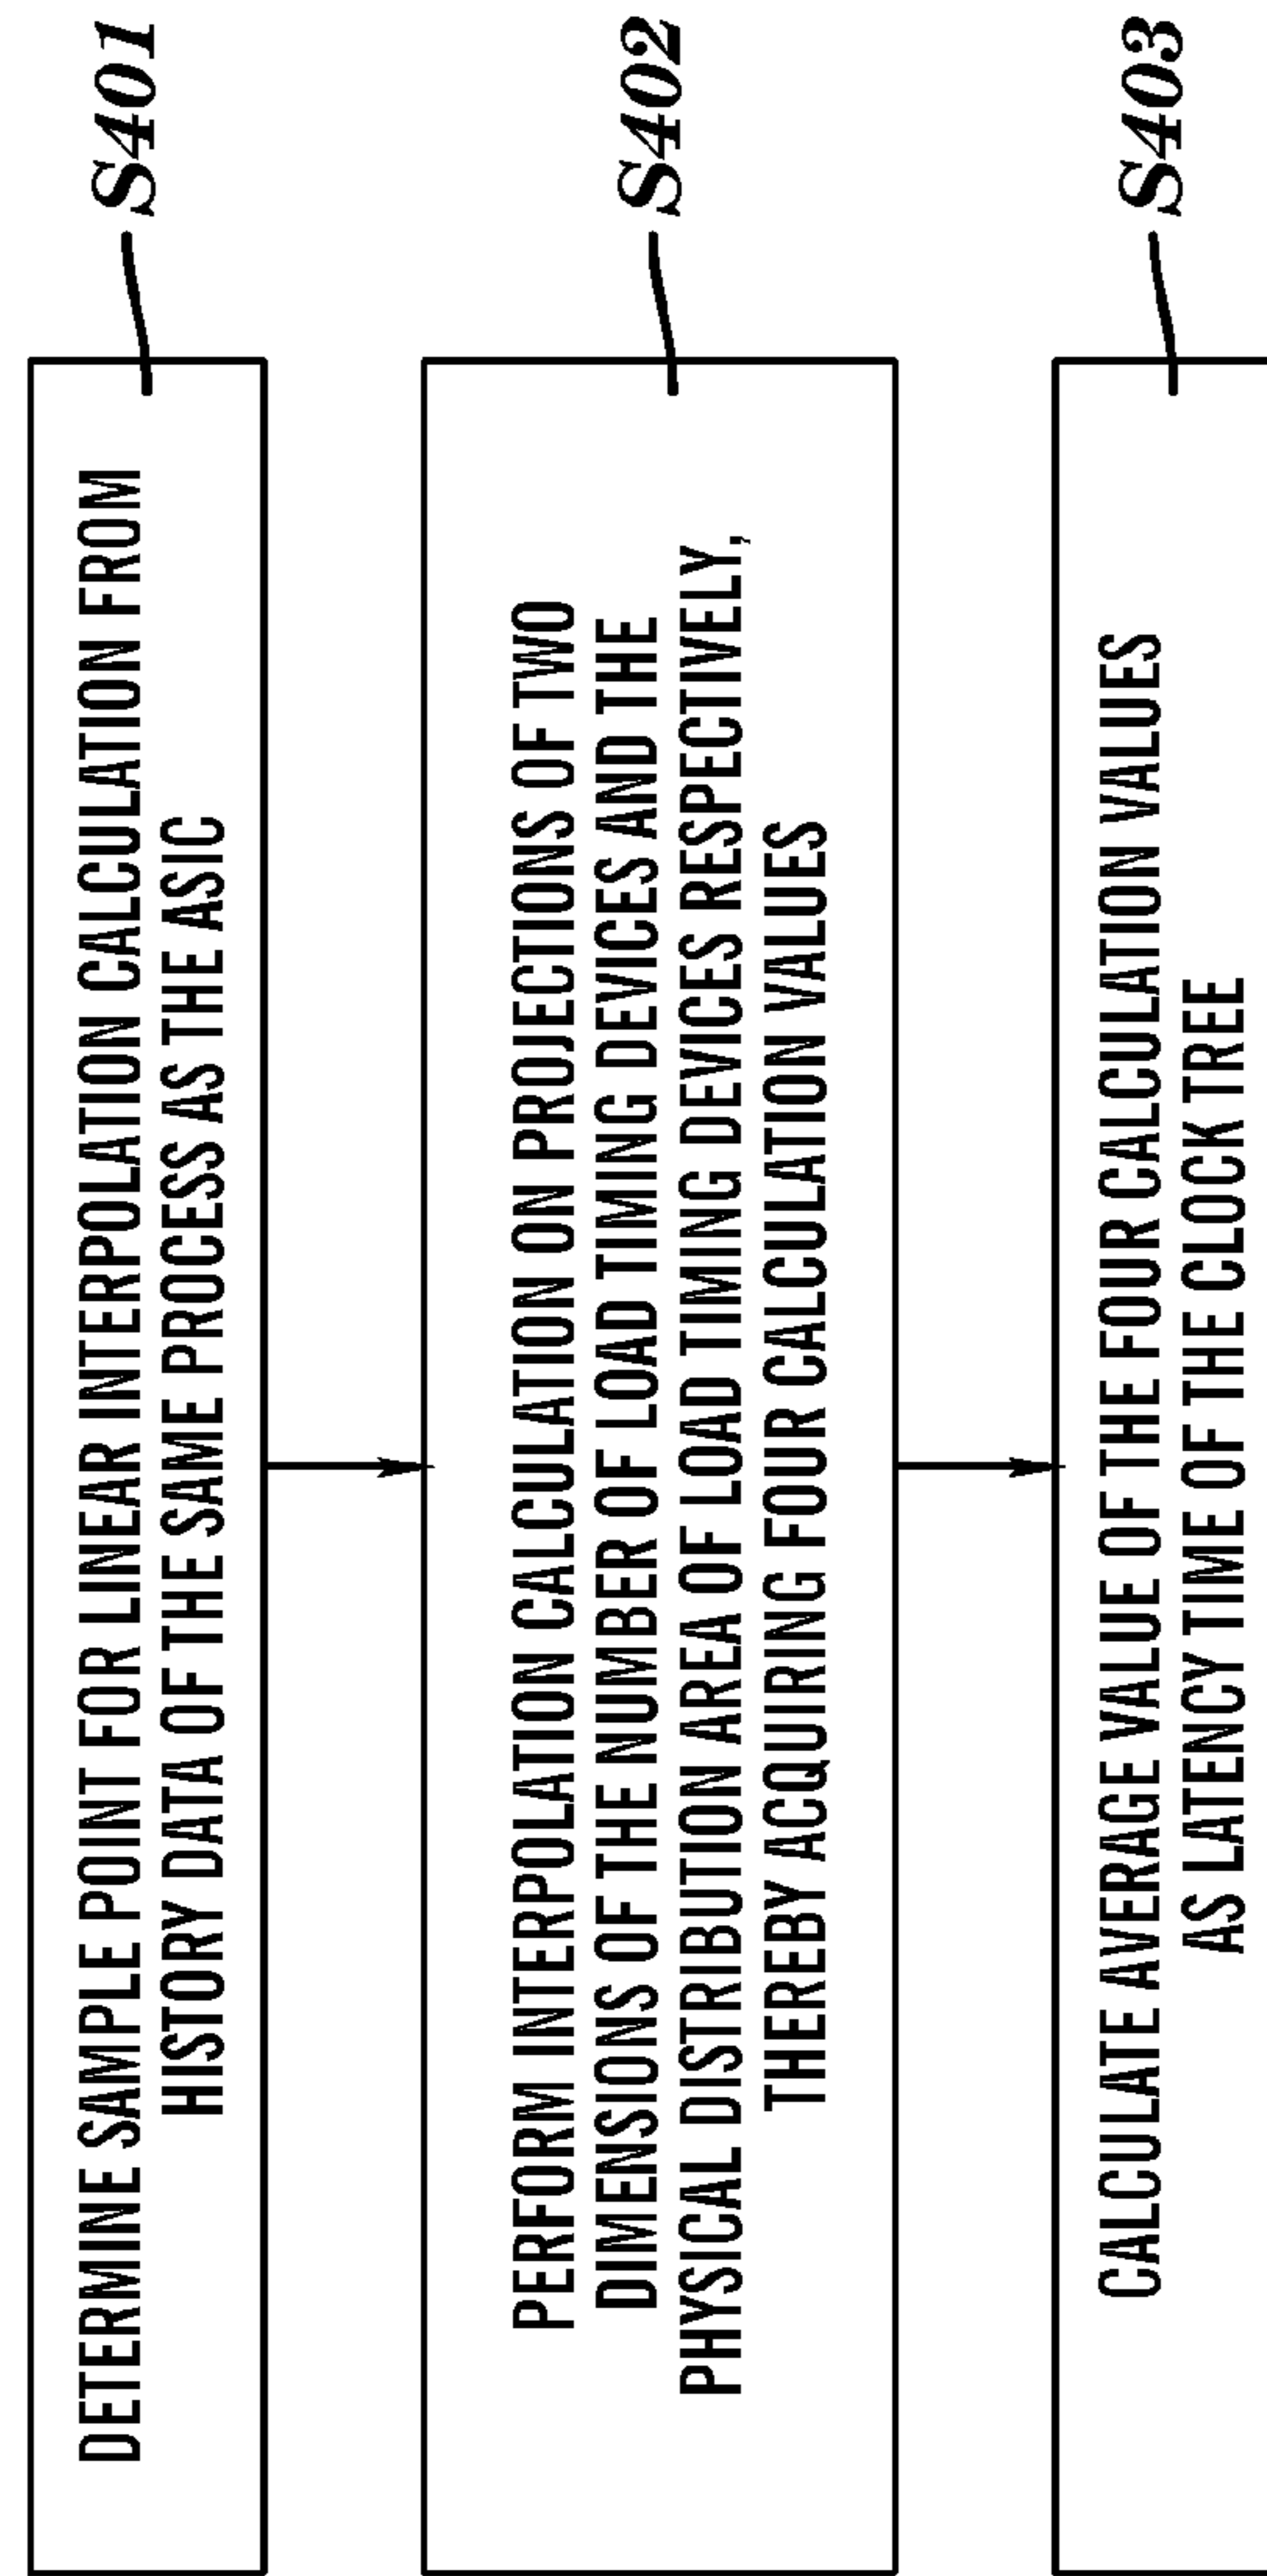 DETERMINE SAMPLE POINT FOR LINEAR INTERPOLATION CALCULATION FROM
HISTORY DATA OF THE SAME PROCESS AS THE ASIC
S401
PERFORM INTERPOLATION CALCULATION ON PROJECTIONS OF TWO
DIMENSIONS OF THE NUMBER OF LOAD TIMING DEVICES AND THE
PHYSICAL DISTRIBUTION AREA OF LOAD TIMING DEVICES RESPECTIVELY,
THEREBY ACQUIRING FOUR CALCULATION VALUES
S402
CALCULATE AVERAGE VALUE OF THE FOUR CALCULATION VALUES
AS LATENCY TIME OF THE CLOCK TREE
S403